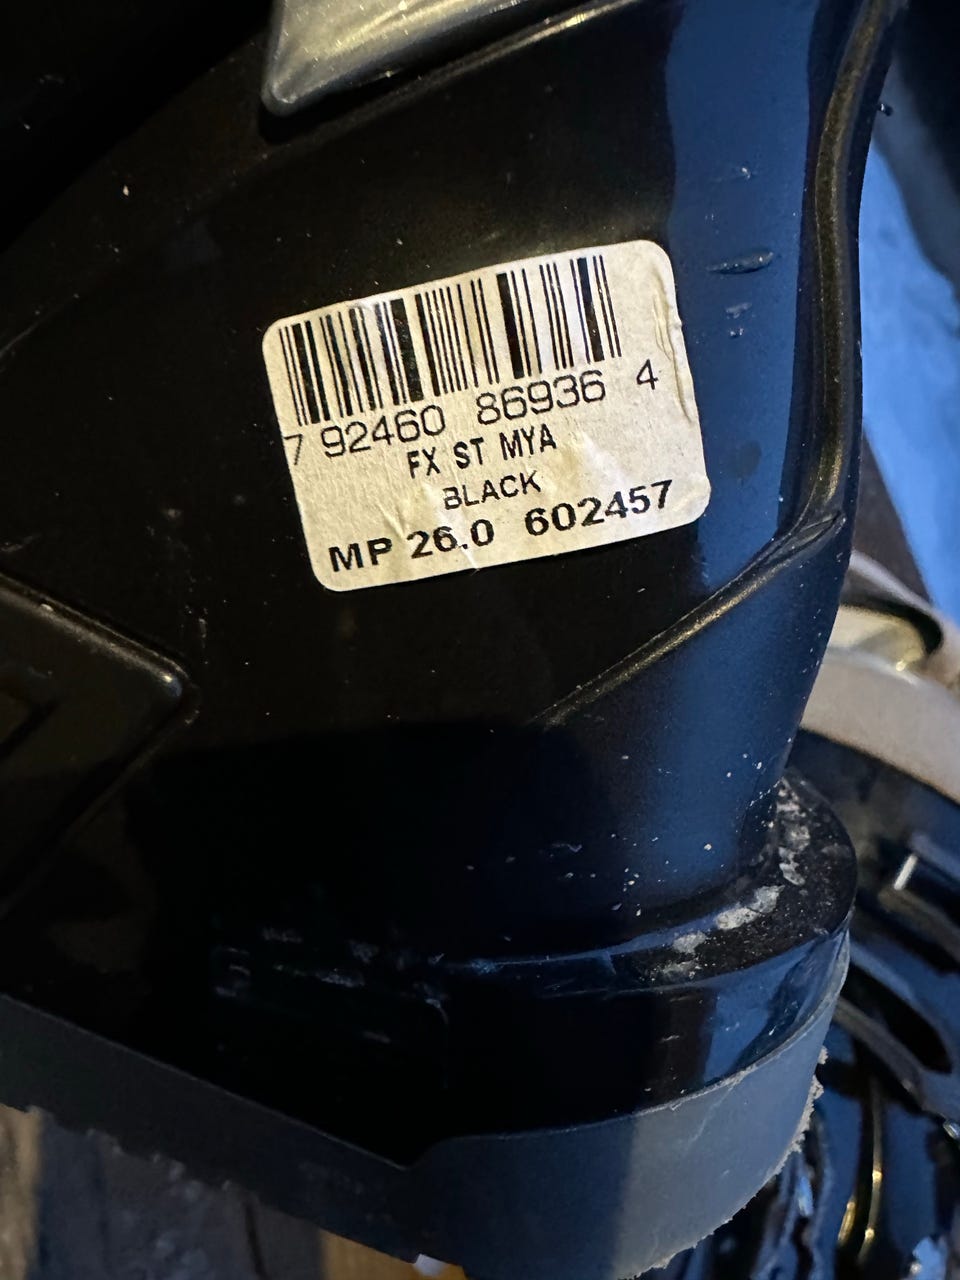 7 92460 86936 4
FX ST MYA
BLACK
MP 26.0 602457